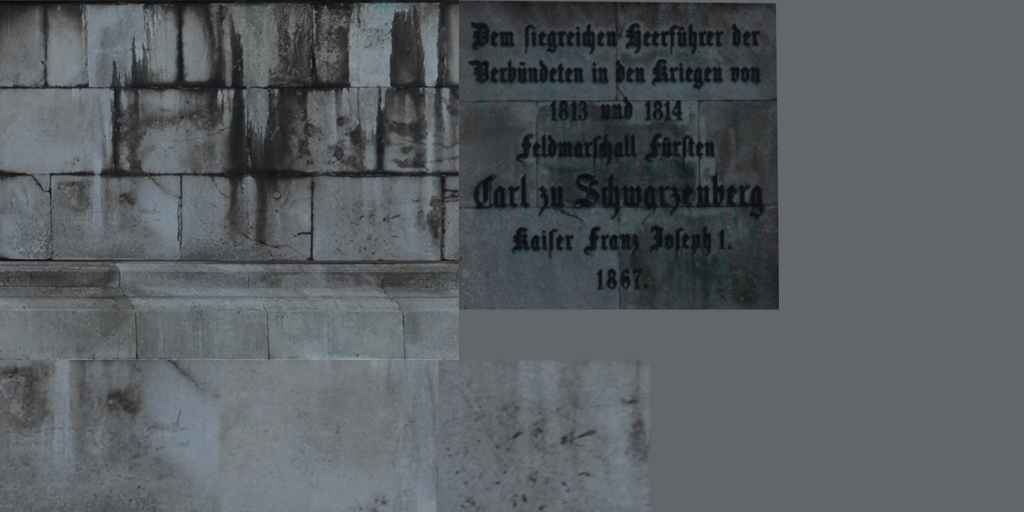 Dem siegreichen Heerführer der
Verbündeten in den Kriegen von
1813 und 1814
Feldmarschall Fürsten
Carl zu Schwarzenberg
Kaiser Franz Joseph 1.
1867.